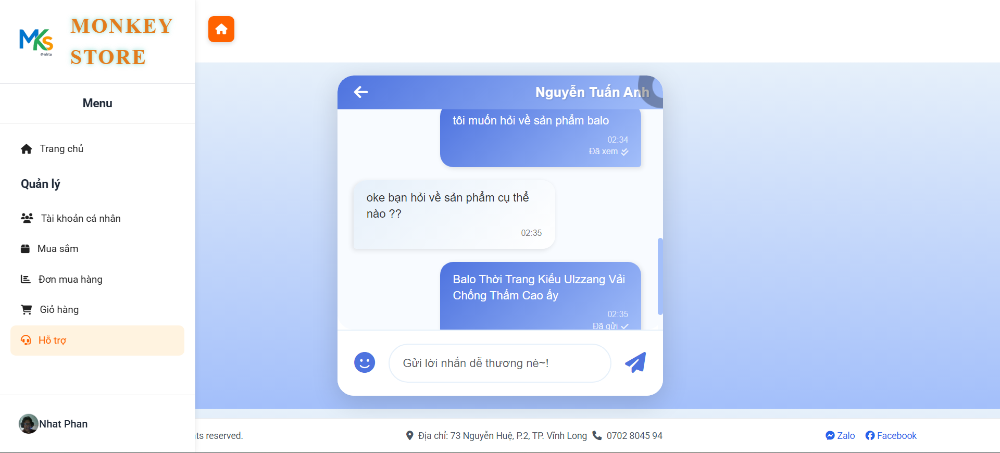 MKs
@nhta
MONKEY
STORE
Menu
Trang chủ
Quản lý
Tài khoản cá nhân
Mua sắm
Đơn mua hàng
Giỏ hàng
Hỗ trợ
Nhat Phan
Nguyễn Tuấn Anh
tôi muốn hỏi về sản phẩm balo
02:34
Đã xem
oke bạn hỏi về sản phẩm cụ thể
nào ??
02:35
Balo Thời Trang Kiểu Ulzzang Vải
Chống Thấm Cao ấy
02:35
Đã gửi
Gửi lời nhắn dễ thương nè~!
ts reserved.
Địa chỉ: 73 Nguyễn Huệ, P.2, TP. Vĩnh Long 0702 8045 94
Zalo Facebook